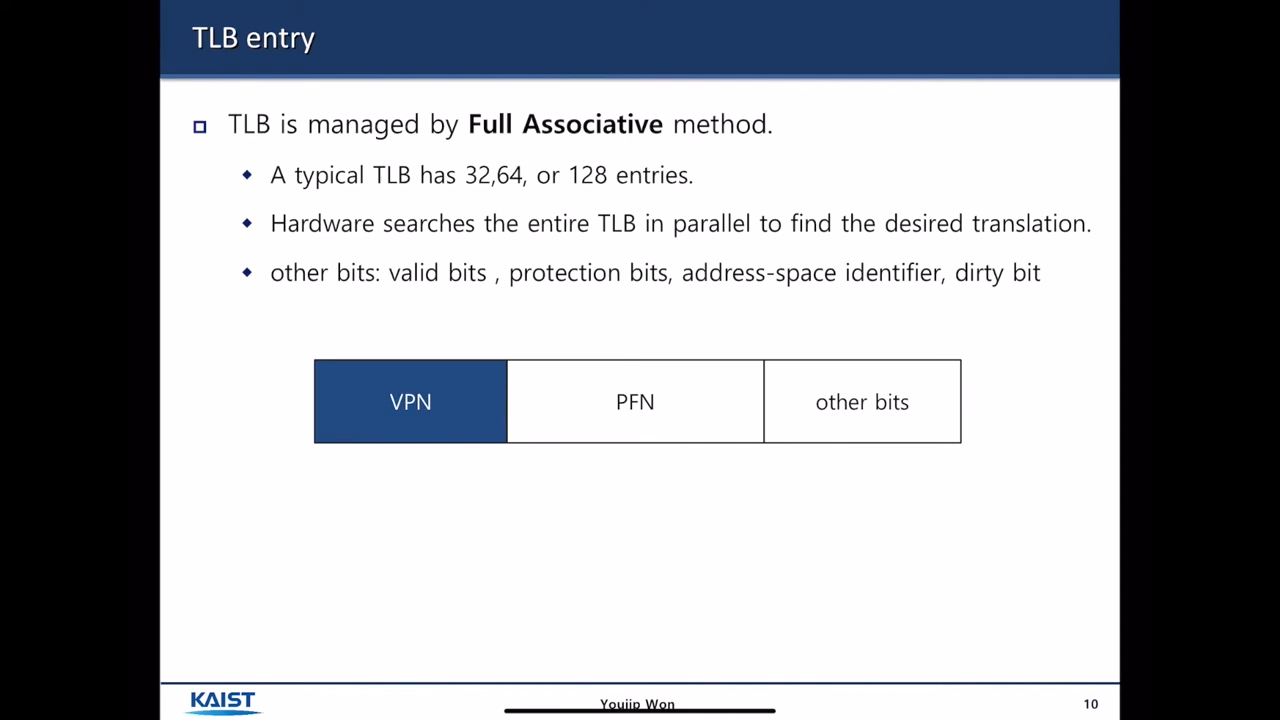 TLB entry
TLB is managed by Full Associative method.
A typical TLB has 32,64, or 128 entries.
Hardware searches the entire TLB in parallel to find the desired translation.
other bits: valid bits , protection bits, address-space identifier, dirty bit
VPN PFN other bits
KAIST Youjip Won 10